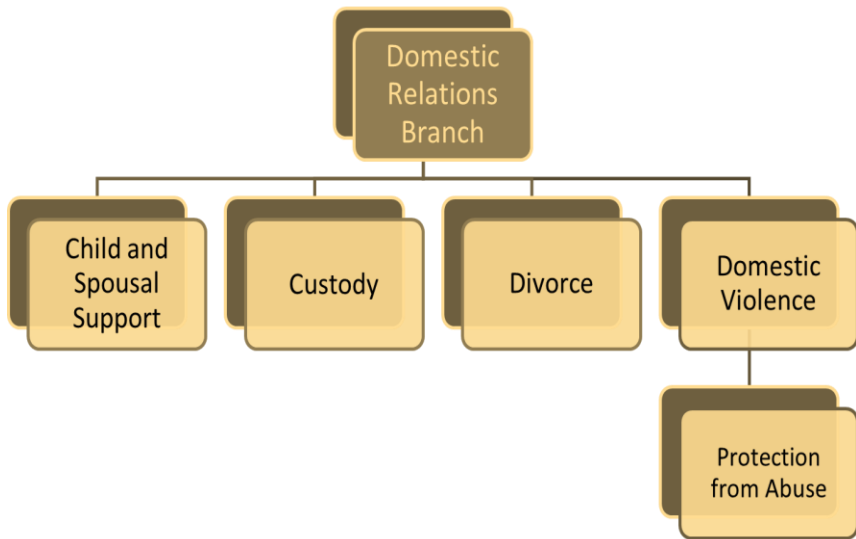 Domestic
Relations
Branch
Child and
Spousal
Support
Custody
Divorce
Domestic
Violence
Protection
from Abuse